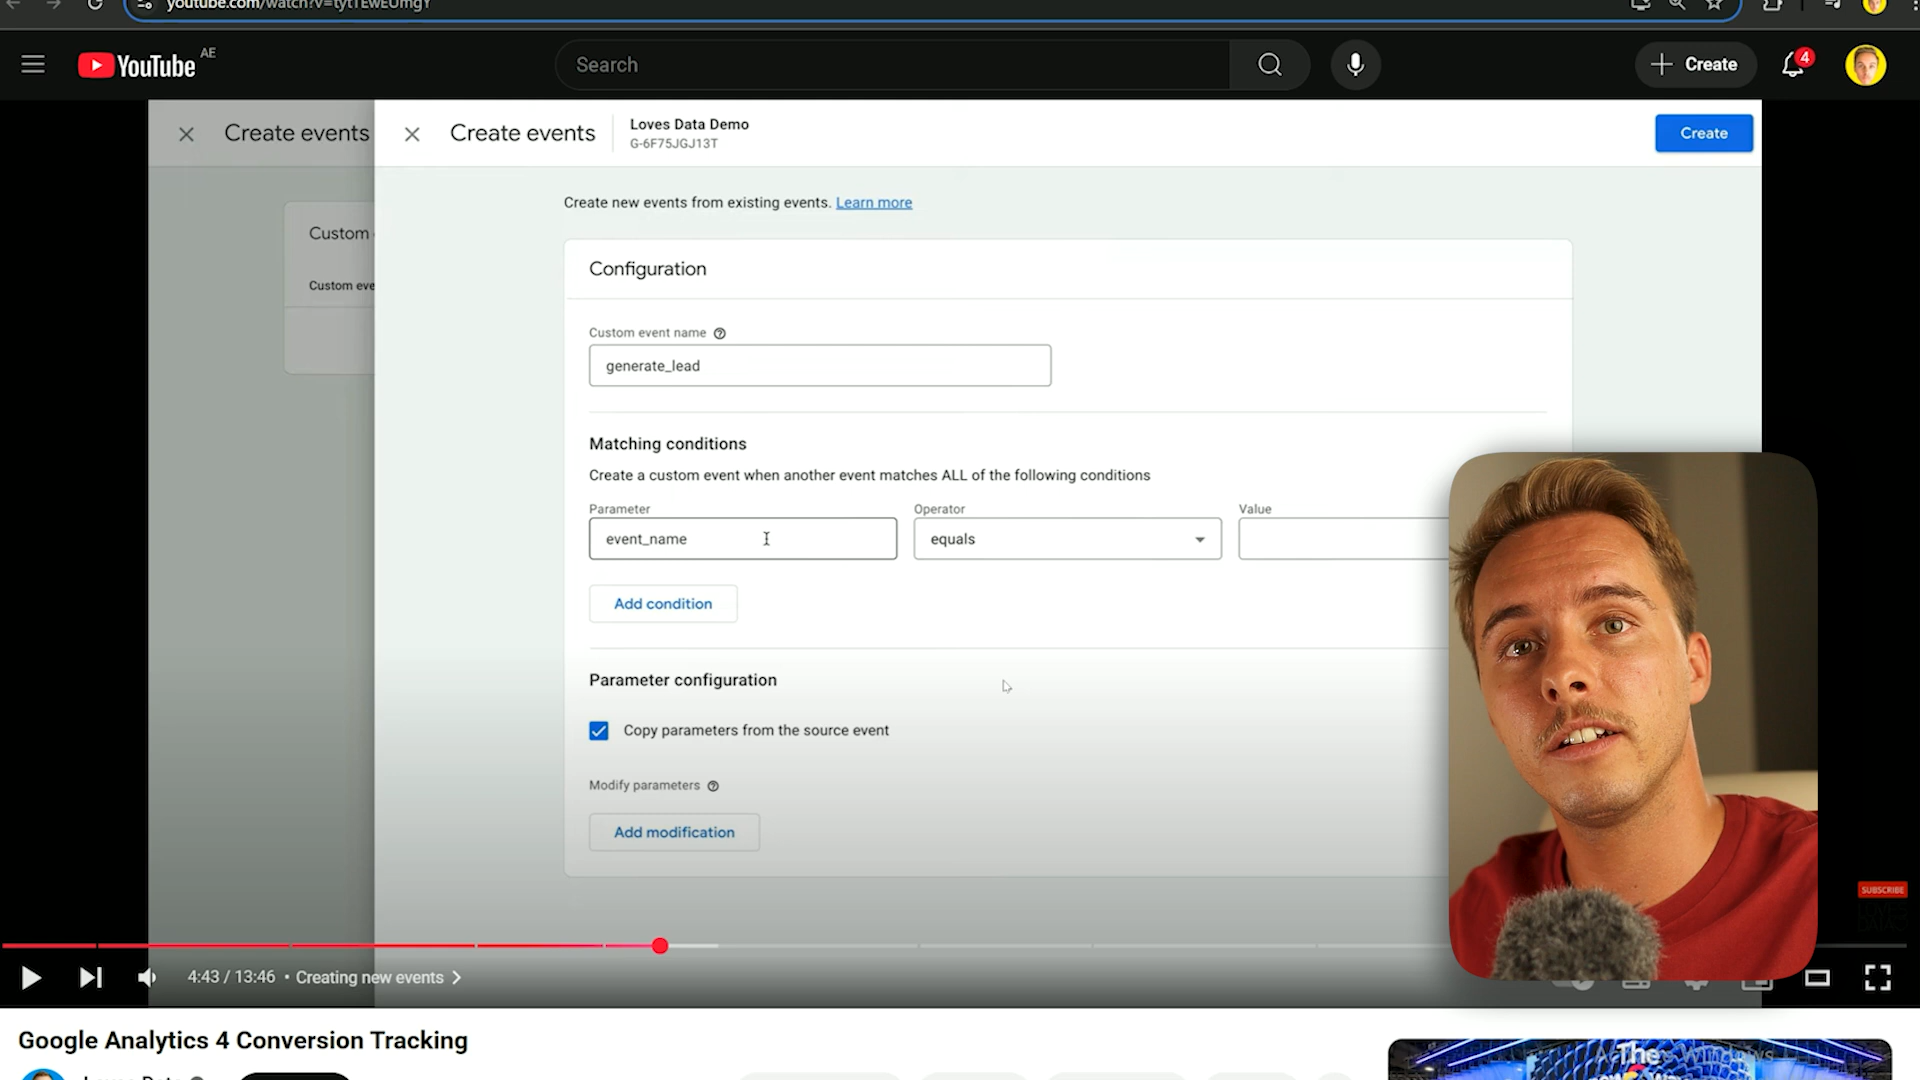 YouTube AE
Search
Create
4
Create events
Create events
Loves Data Demo
G-6F75JGJ13T
Create
Create new events from existing events. Learn more
Custom
Configuration
Custom eve
Custom event name
generate_lead
Matching conditions
Create a custom event when another event matches ALL of the following conditions
Parameter
Operator
Value
event_name
equals
Add condition
Parameter configuration
Copy parameters from the source event
Modify parameters
Add modification
SUBSCRIBE
4:43 / 13:46 • Creating new events
Google Analytics 4 Conversion Tracking
The